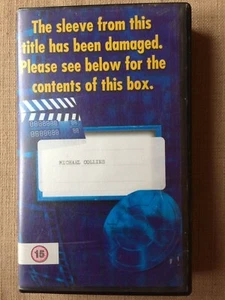 The sleeve from this
title has been damaged.
Please see below for the
contents of this box.
MICHAEL COLLINS
15